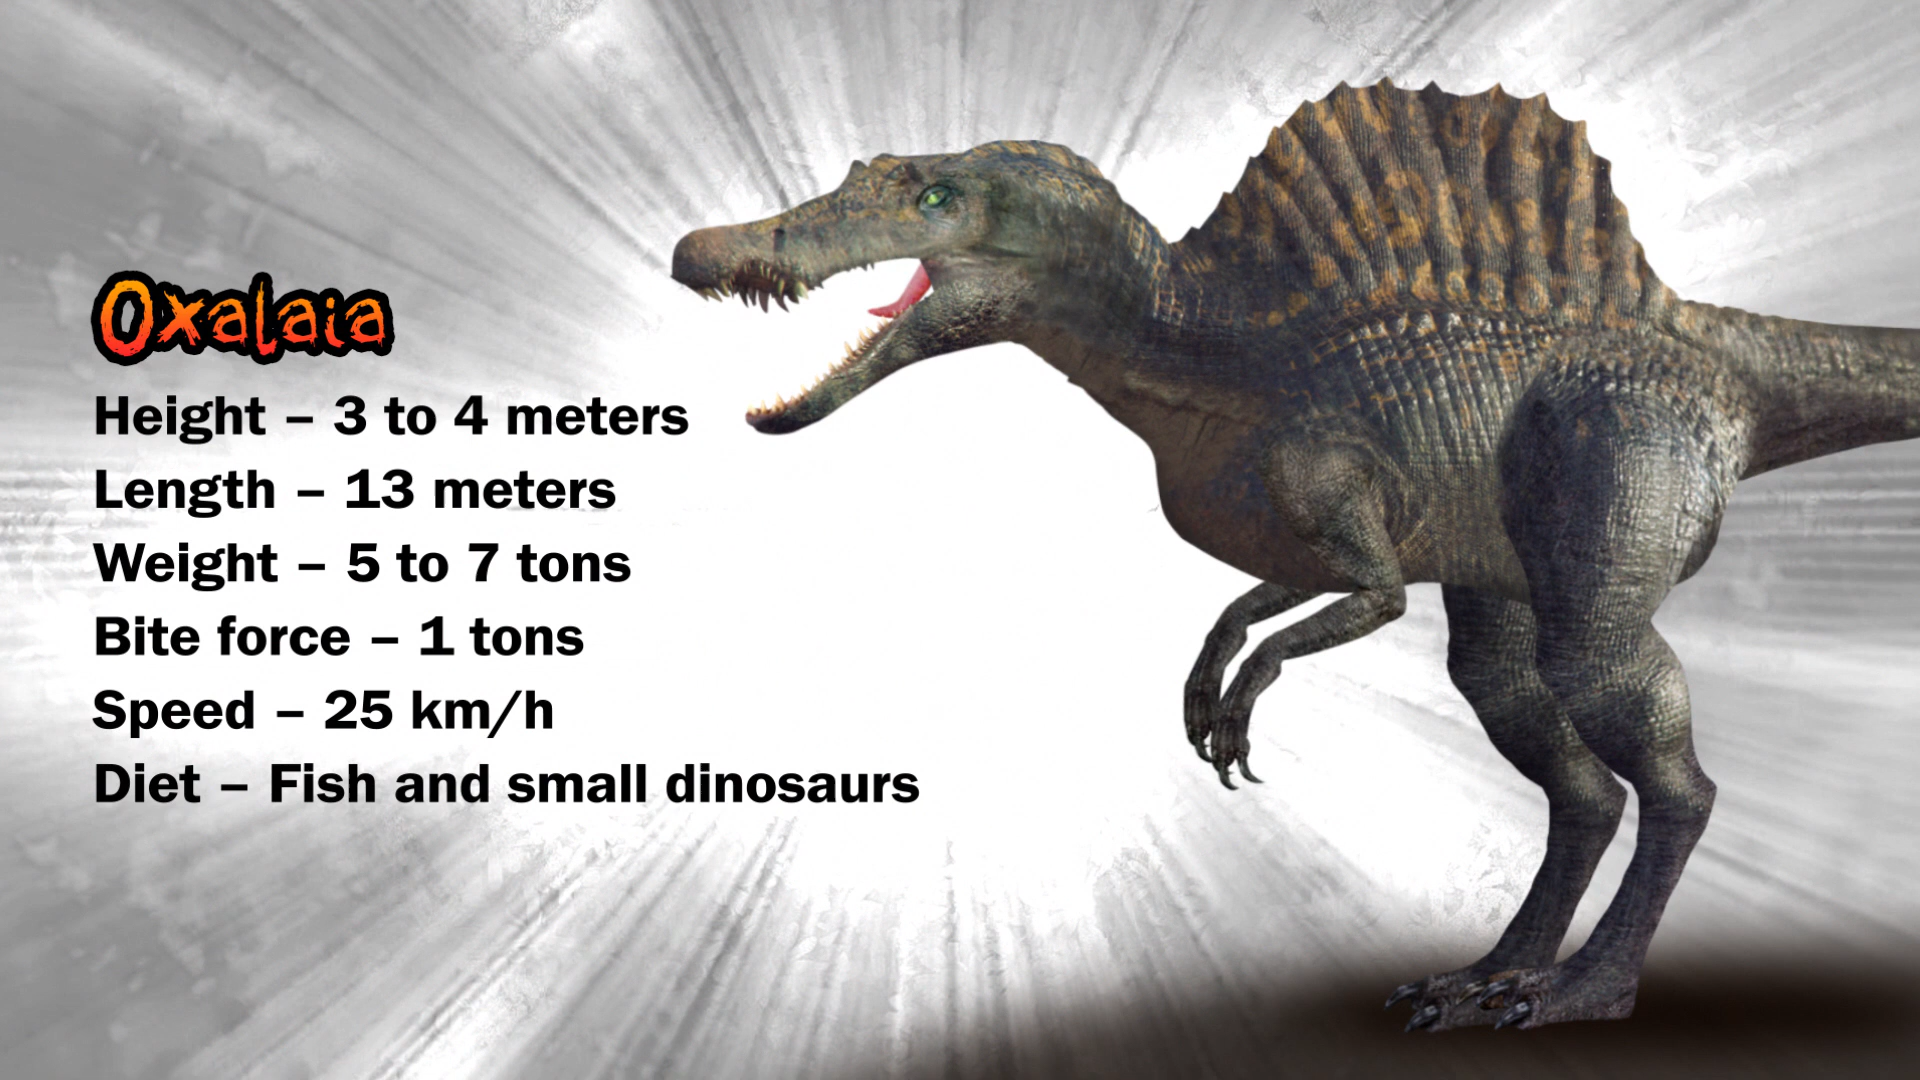 Oxalaia
Height – 3 to 4 meters
Length – 13 meters
Weight – 5 to 7 tons
Bite force – 1 tons
Speed – 25 km/h
Diet – Fish and small dinosaurs